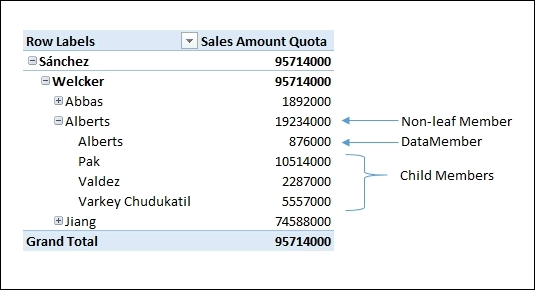 Row Labels Sales Amount Quota
Sánchez 95714000
Welcker 95714000
Abbas 1892000
Alberts 19234000 Non-leaf Member
Alberts 876000 DataMember
Pak 10514000
Valdez 2287000 Child Members
Varkey Chudukatil 5557000
Jiang 74588000
Grand Total 95714000